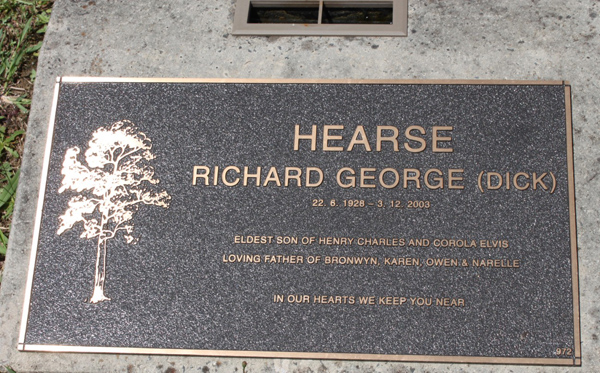 HEARSE
RICHARD GEORGE (DICK)
22. 6. 1928 – 3. 12. 2003
ELDEST SON OF HENRY CHARLES AND COROLA ELVIS
LOVING FATHER OF BRONWYN, KAREN, OWEN & NARELLE
IN OUR HEARTS WE KEEP YOU NEAR
972